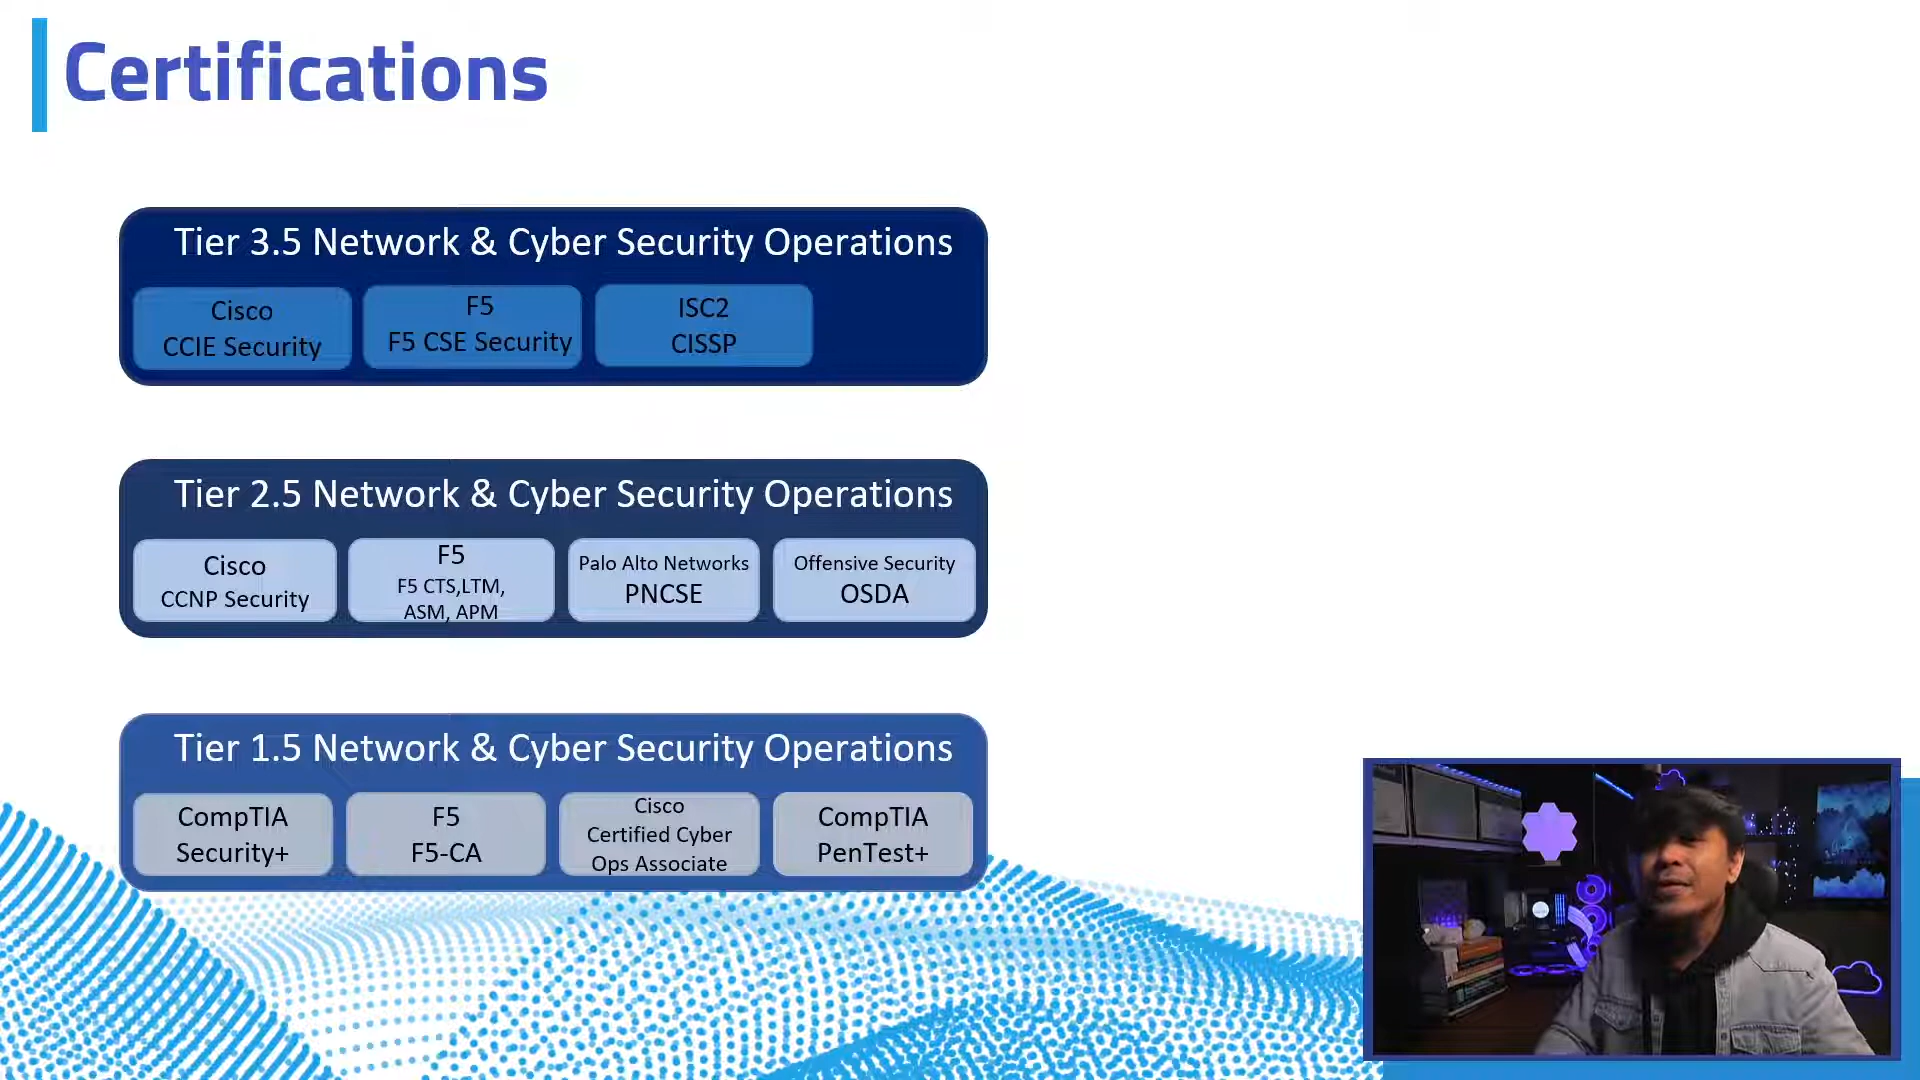 Certifications
Tier 3.5 Network & Cyber Security Operations
Cisco
CCIE Security
F5
F5 CSE Security
ISC2
CISSP
Tier 2.5 Network & Cyber Security Operations
Cisco
CCNP Security
F5
F5 CTS,LTM,
ASM, APM
Palo Alto Networks
PNCSE
Offensive Security
OSDA
Tier 1.5 Network & Cyber Security Operations
CompTIA
Security+
F5
F5-CA
Cisco
Certified Cyber
Ops Associate
CompTIA
PenTest+